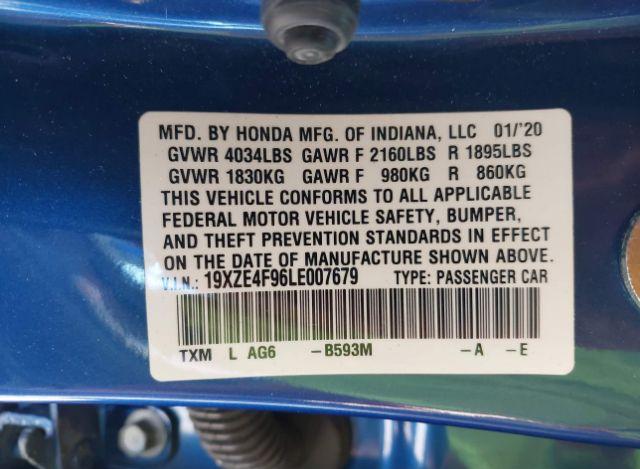 MFD. BY HONDA MFG. OF INDIANA, LLC 01/'20
GVWR 4034LBS GAWR F 2160LBS R 1895LBS
GVWR 1830KG GAWR F 980KG R 860KG
THIS VEHICLE CONFORMS TO ALL APPLICABLE
FEDERAL MOTOR VEHICLE SAFETY, BUMPER,
AND THEFT PREVENTION STANDARDS IN EFFECT
ON THE DATE OF MANUFACTURE SHOWN ABOVE.
V.I.N.: 19XZE4F96LE007679 TYPE: PASSENGER CAR
TXM L AG6 -B593M -A -E